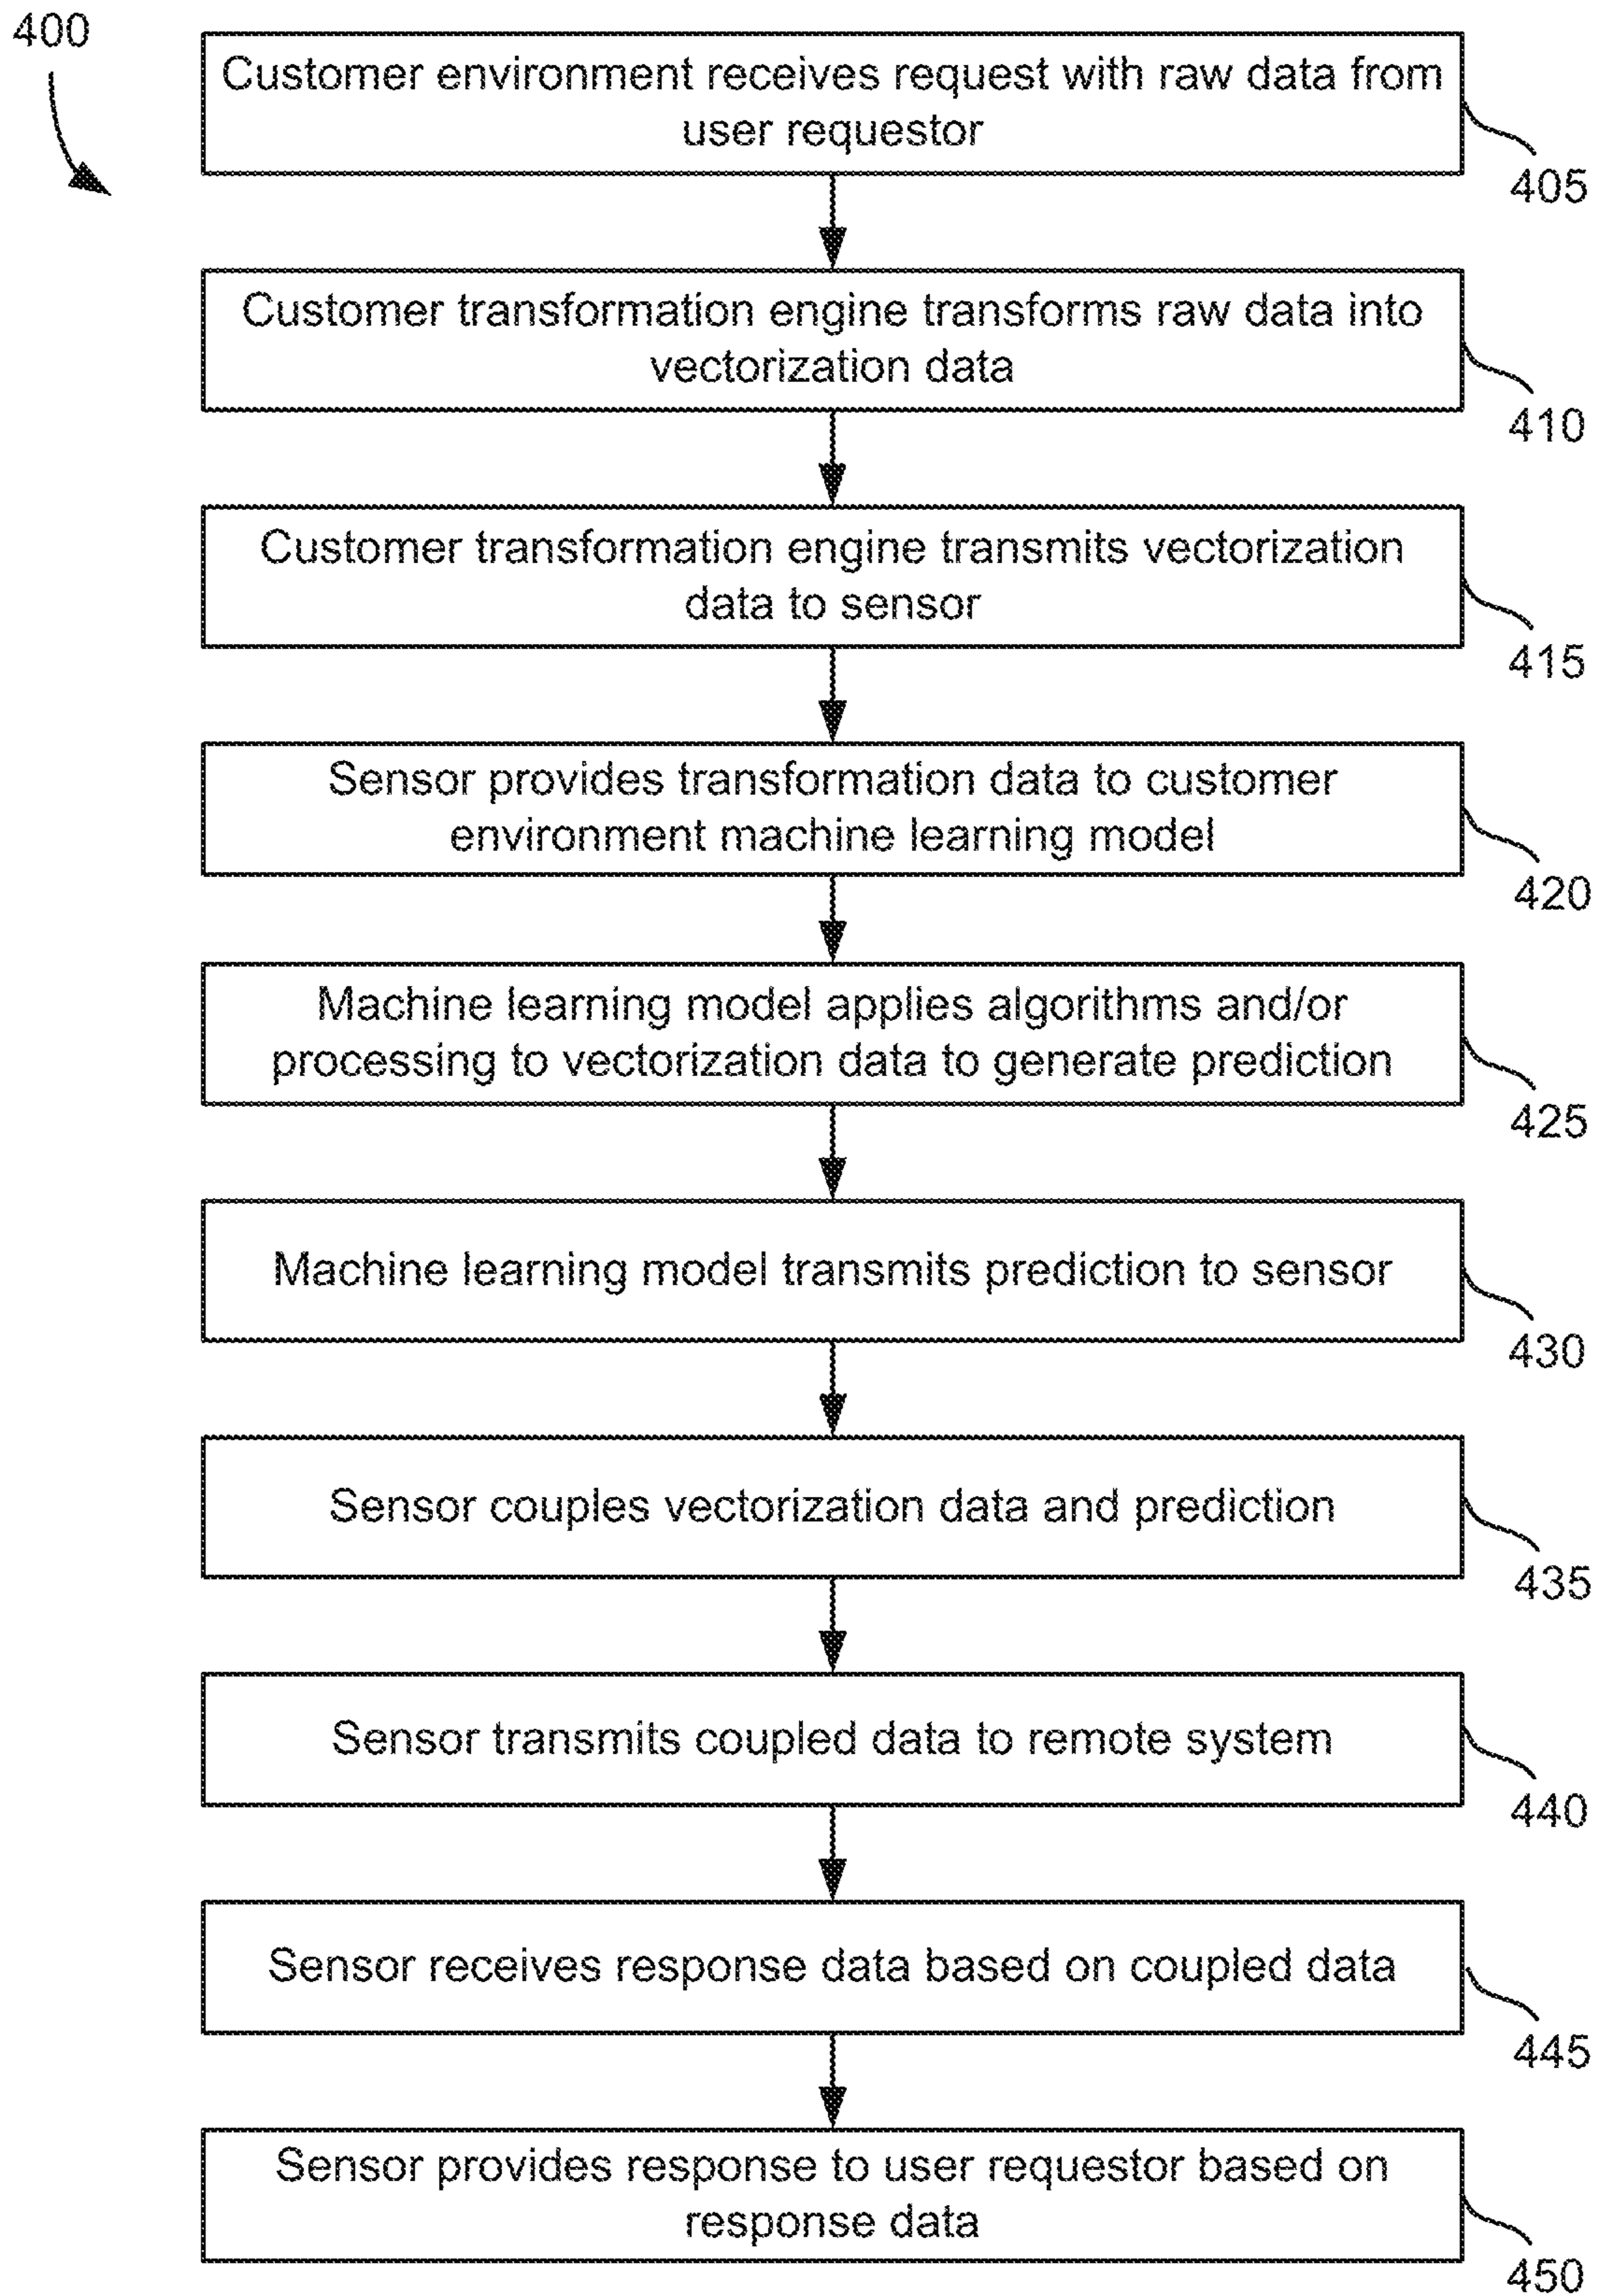 400
Customer environment receives request with raw data from
user requestor
405
Customer transformation engine transforms raw data into
vectorization data
410
Customer transformation engine transmits vectorization
data to sensor
415
Sensor provides transformation data to customer
environment machine learning model
420
Machine learning model applies algorithms and/or
processing to vectorization data to generate prediction
425
Machine learning model transmits prediction to sensor
430
Sensor couples vectorization data and prediction
435
Sensor transmits coupled data to remote system
440
Sensor receives response data based on coupled data
445
Sensor provides response to user requestor based on
response data
450